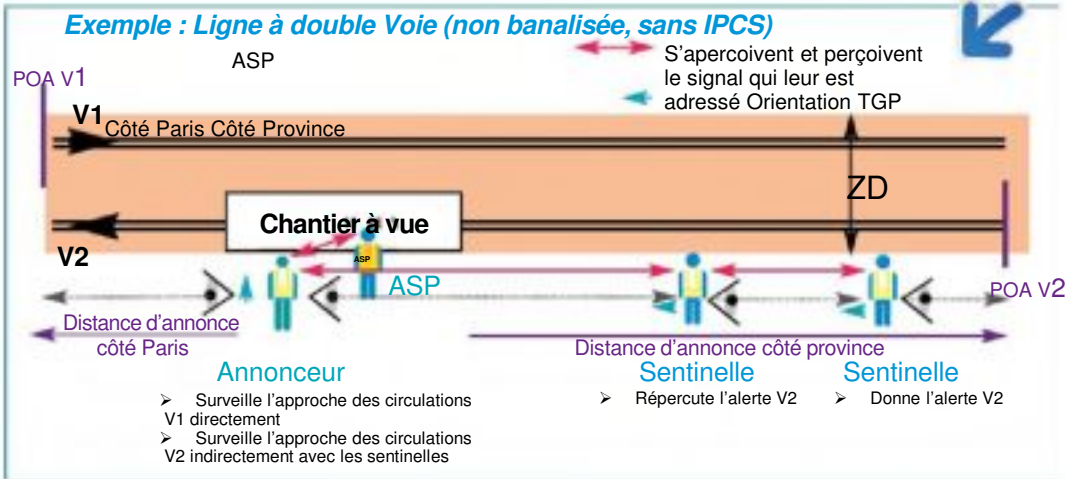 Exemple : Ligne à double Voie (non banalisée, sans IPCS)
ASP
S'apercoivent et perçoivent
le signal qui leur est
adressé Orientation TGP
POA V1
V1
Côté Paris Côté Province
ZD
Chantier à vue
V2
ASP
ASP
POA V2
Distance d'annonce
côté Paris
Distance d'annonce côté province
Annonceur
Sentinelle
Sentinelle
➢ Surveille l'approche des circulations
V1 directement
➢ Surveille l'approche des circulations
V2 indirectement avec les sentinelles
➢ Répercute l'alerte V2
➢ Donne l'alerte V2